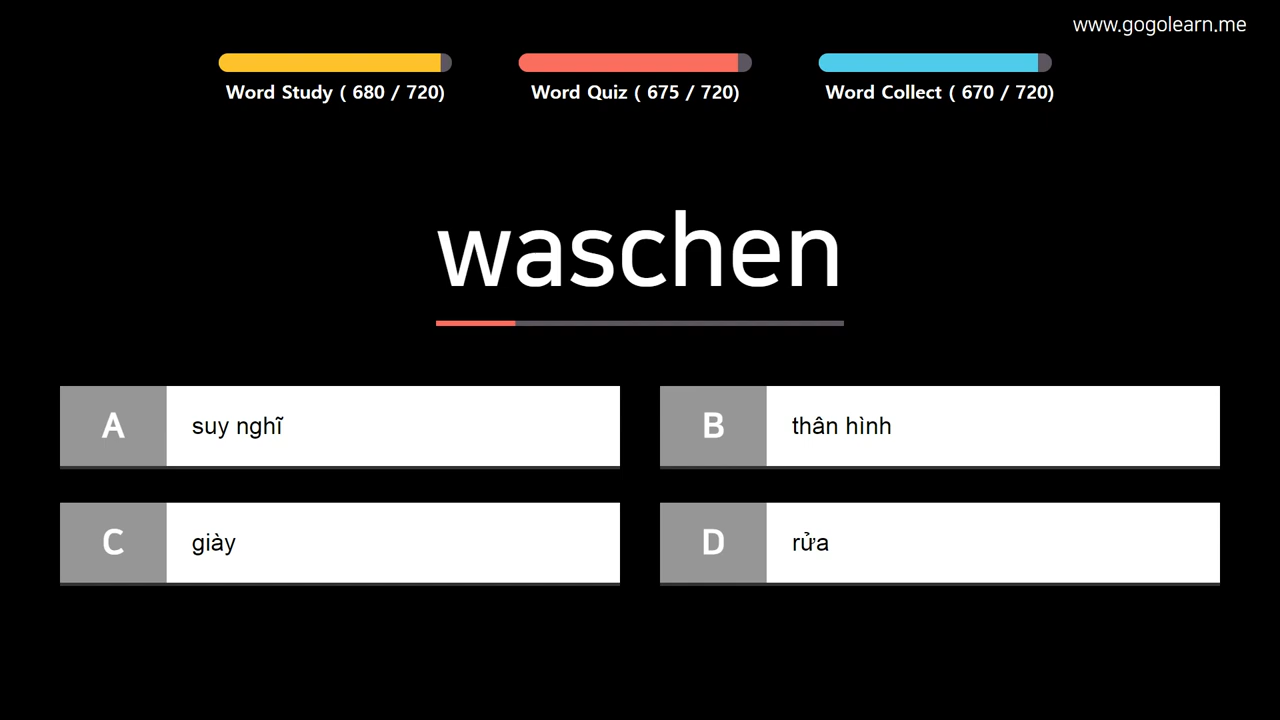 www.gogolearn.me
Word Study ( 680 / 720)
Word Quiz ( 675 / 720)
Word Collect ( 670 / 720)
waschen
A suy nghĩ
B thân hình
C giày
D rửa